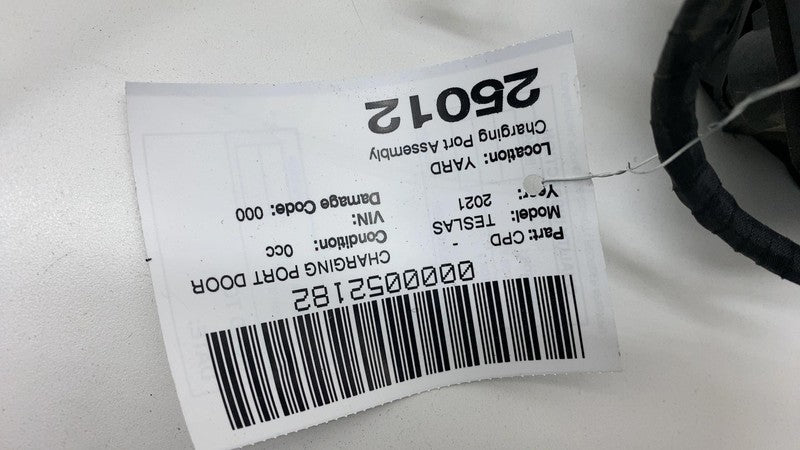 0000052182
CHARGING PORT DOOR
Part: CPD -
Condition: 0cc
Model: TESLAS
VIN:
Year: 2021
Damage Code: 000
Location: YARD
Charging Port Assembly
25012